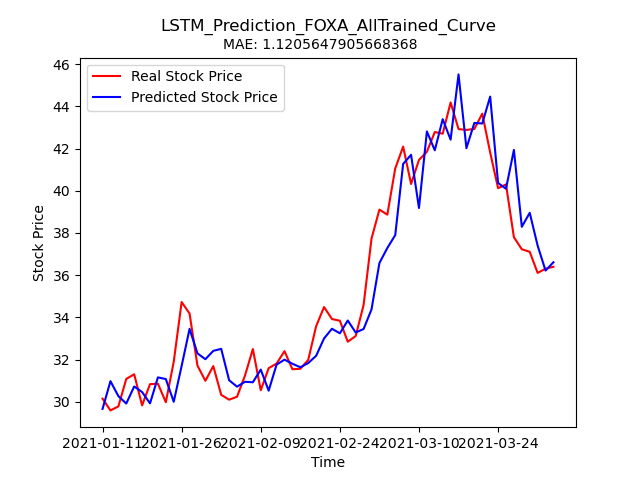 LSTM_Prediction_FOXA_AllTrained_Curve
MAE: 1.1205647905668368
Real Stock Price
Predicted Stock Price
Stock Price
46
44
42
40
38
36
34
32
30
2021-01-11
2021-01-26
2021-02-09
2021-02-24
2021-03-10
2021-03-24
Time